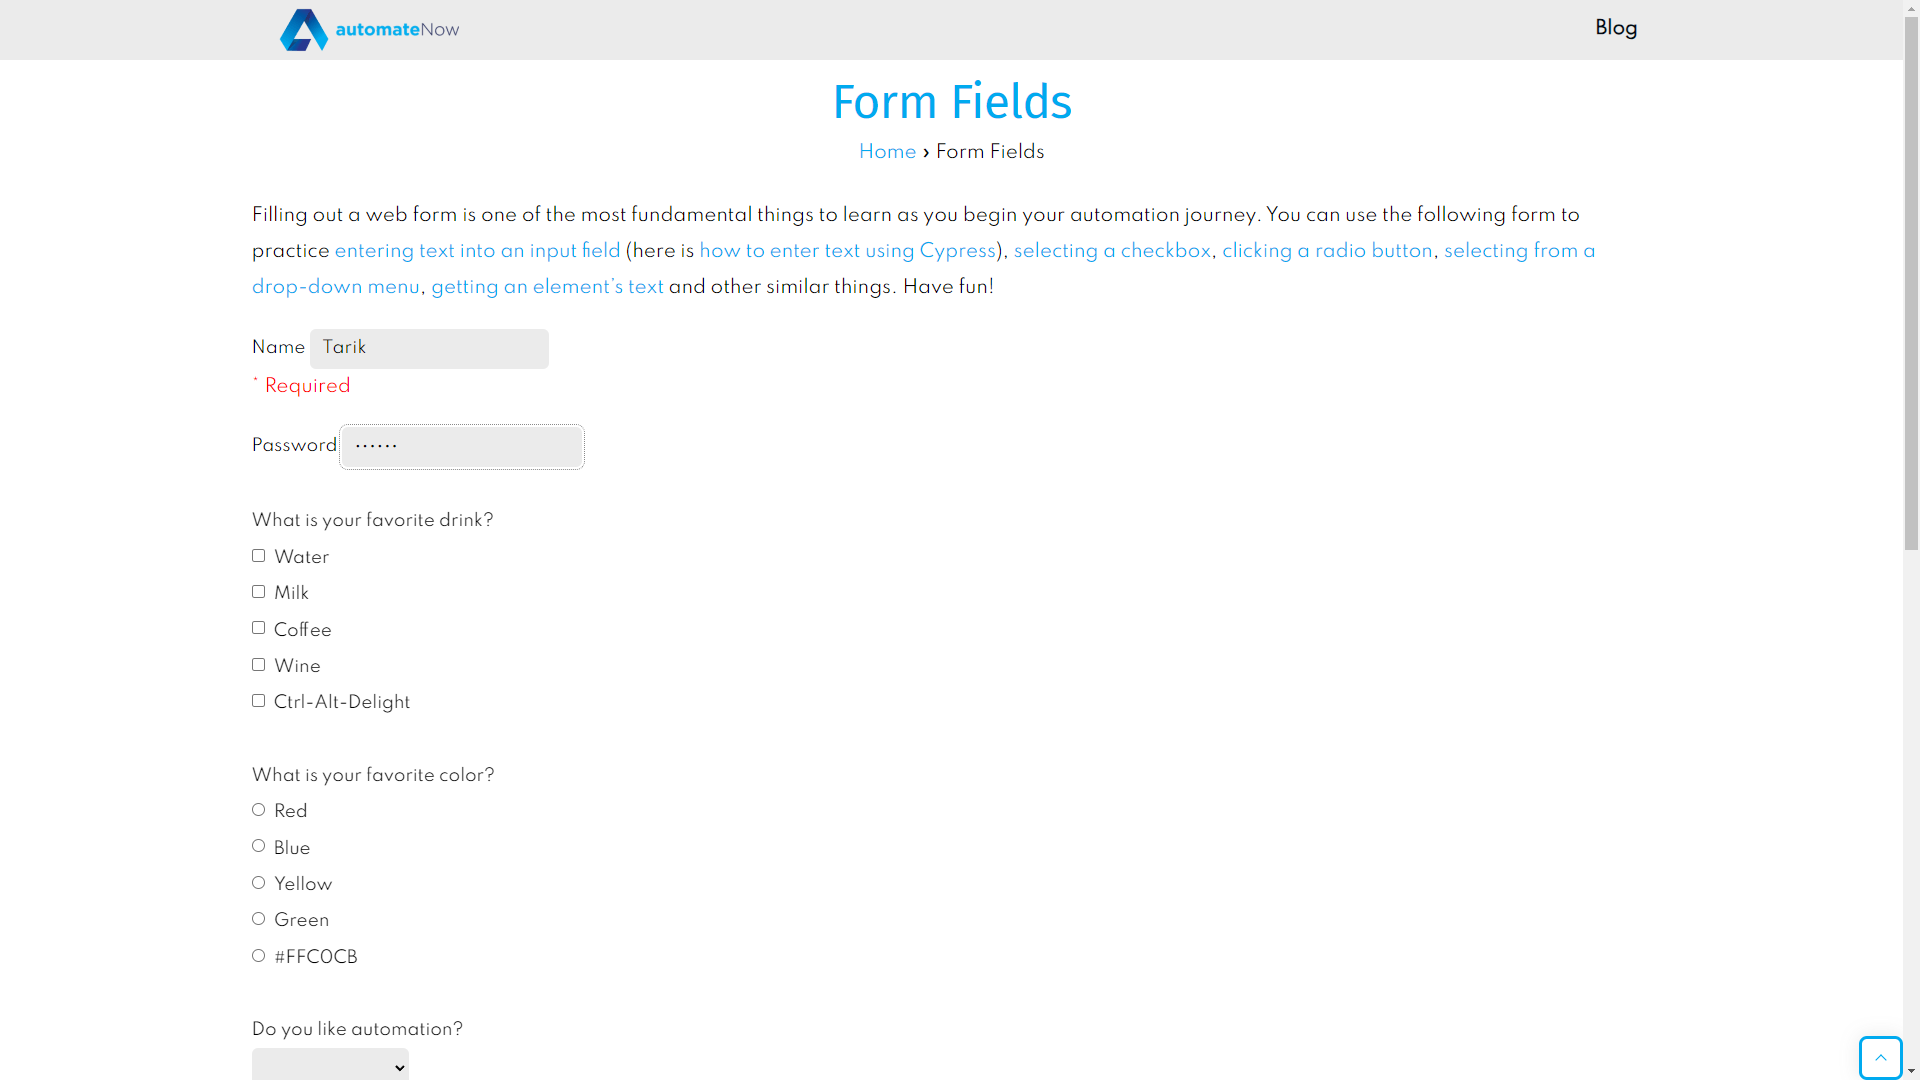 automateNow
Blog
Form Fields
Home › Form Fields
Filling out a web form is one of the most fundamental things to learn as you begin your automation journey. You can use the following form to
practice entering text into an input field (here is how to enter text using Cypress), selecting a checkbox, clicking a radio button, selecting from a
drop-down menu, getting an element's text and other similar things. Have fun!
Name Tarik
* Required
Password ······
What is your favorite drink?
Water
Milk
Coffee
Wine
Ctrl-Alt-Delight
What is your favorite color?
Red
Blue
Yellow
Green
#FFC0CB
Do you like automation?